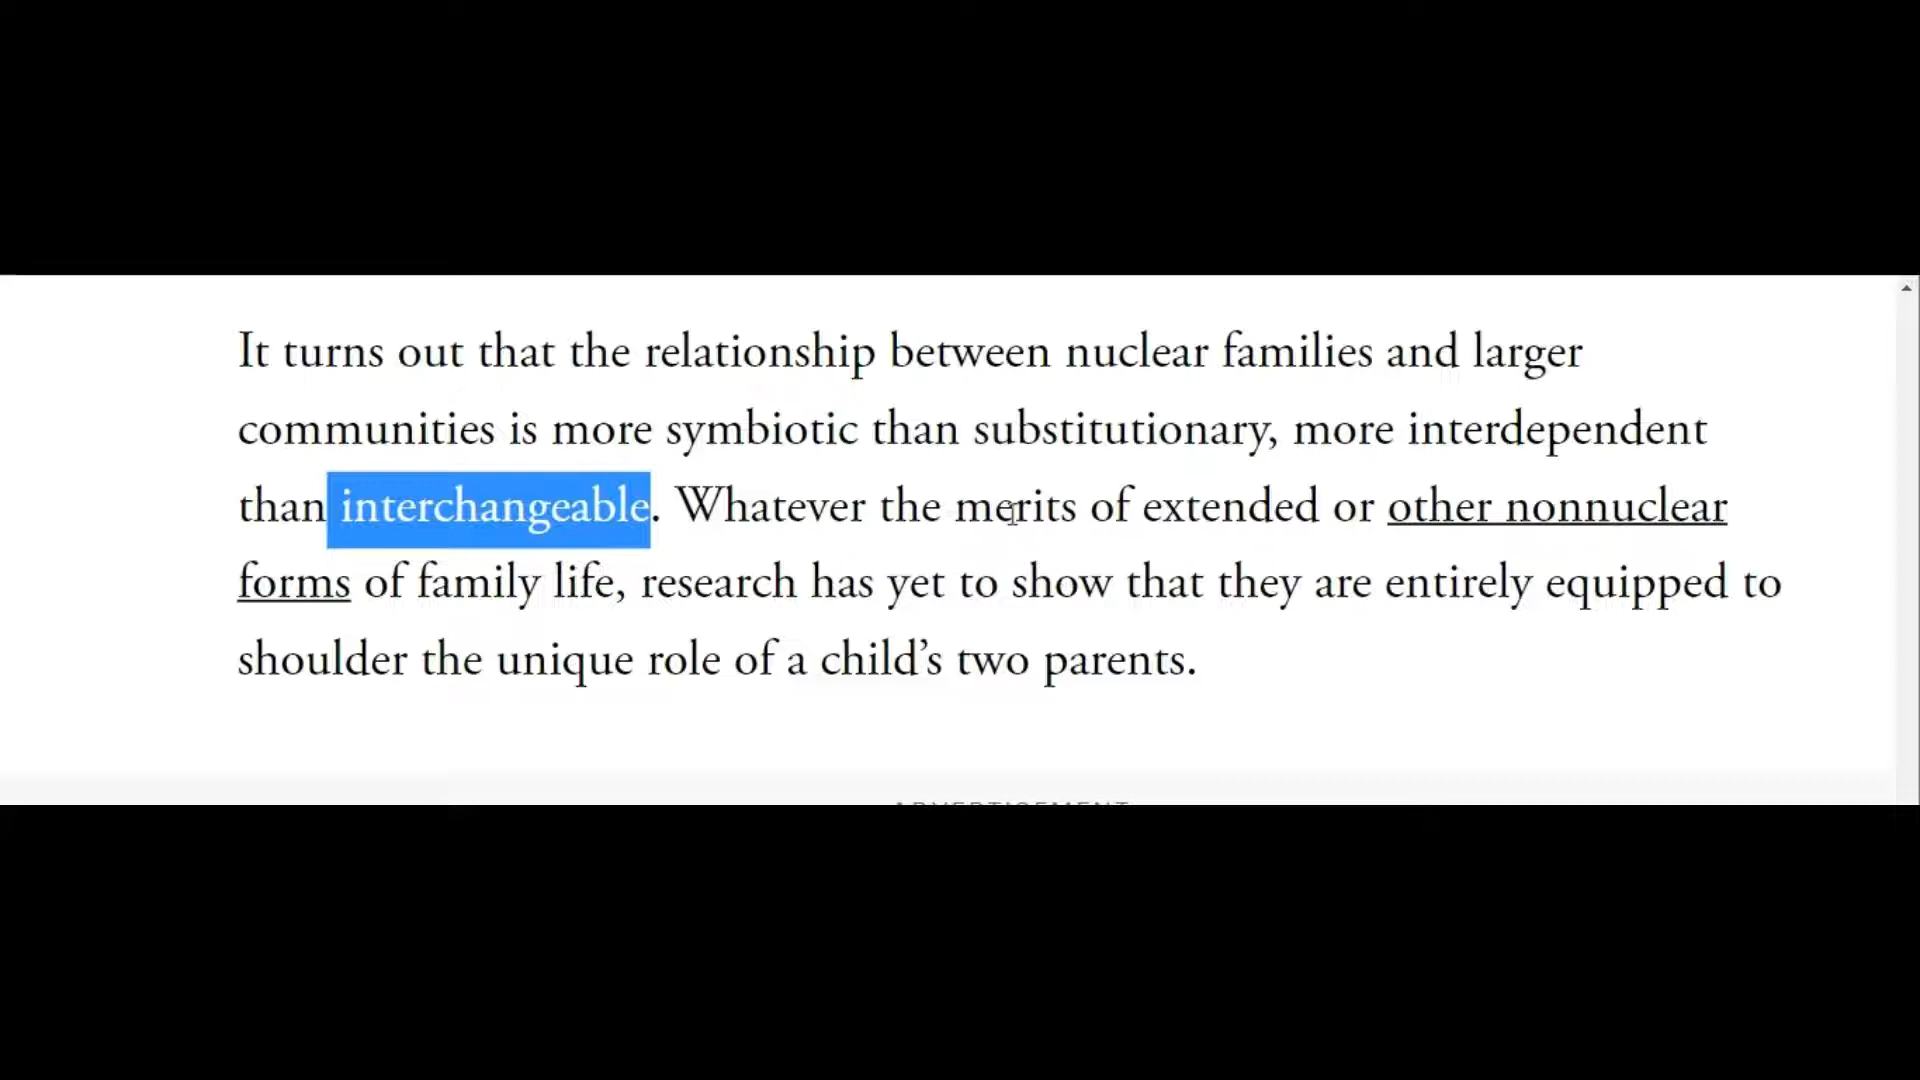 It turns out that the relationship between nuclear families and larger
communities is more symbiotic than substitutionary, more interdependent
than interchangeable. Whatever the merits of extended or other nonnuclear
forms of family life, research has yet to show that they are entirely equipped to
shoulder the unique role of a child’s two parents.